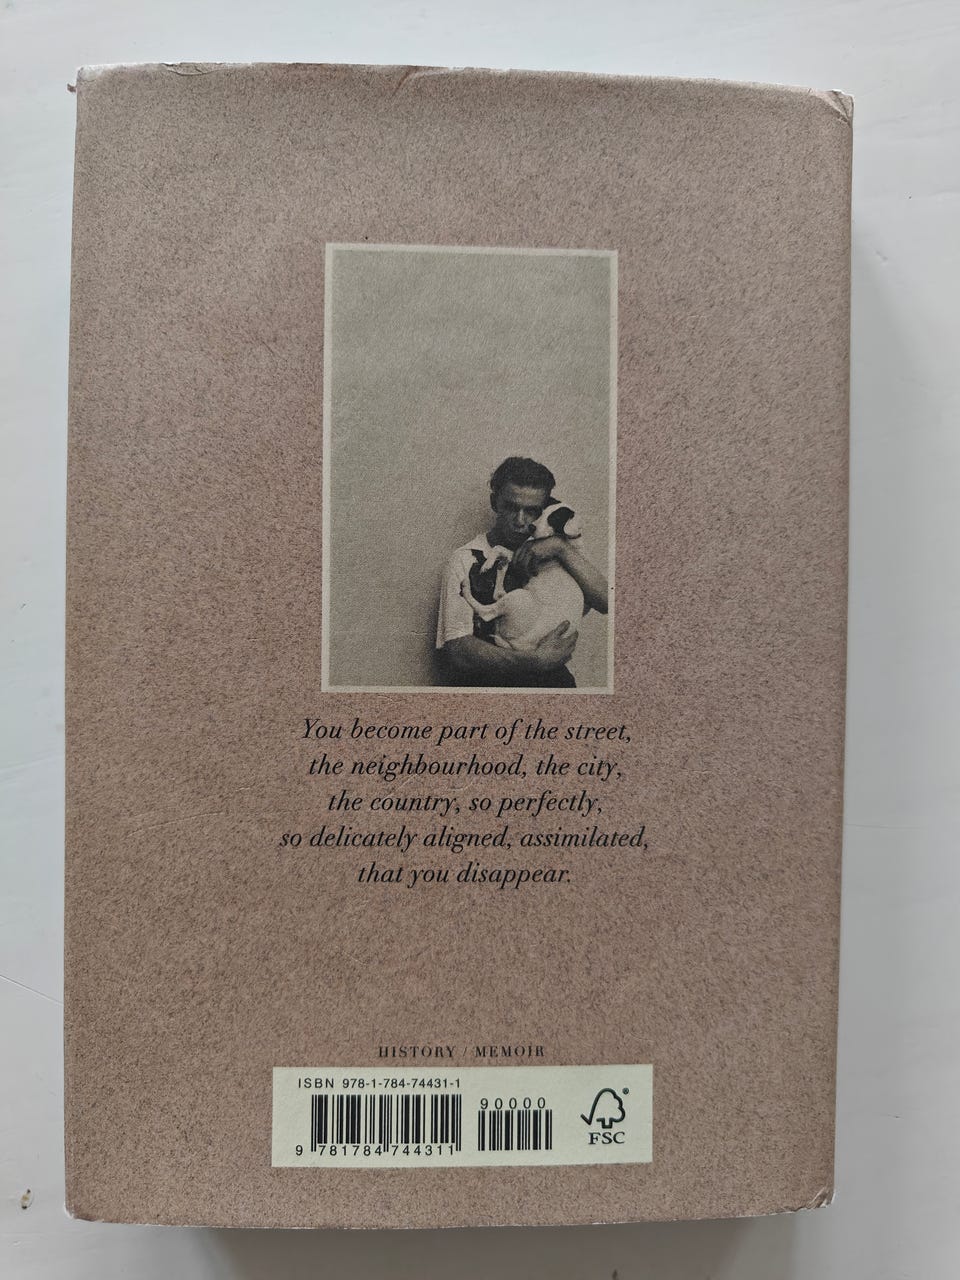 You become part of the street,
the neighbourhood, the city,
the country, so perfectly,
so delicately aligned, assimilated,
that you disappear.
HISTORY / MEMOIR
ISBN 978-1-784-74431-1
90000
9 781784 744311
FSC®